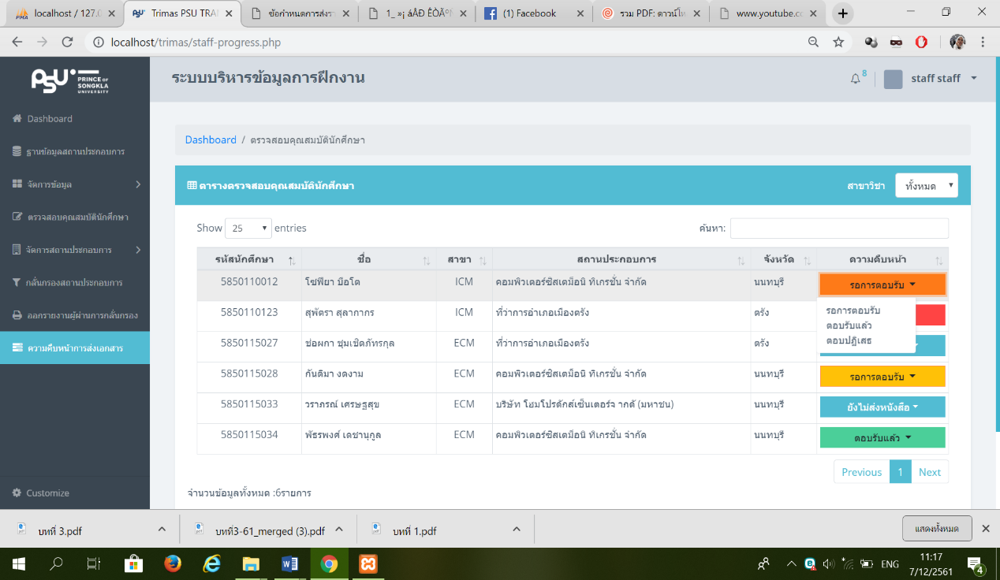 localhost / 127.0
Trimas PSU TRAI
ข้อกำหนดการส่งรา
1_ »¡ áÅÐ ÊÒÃº
(1) Facebook
รวม PDF: ดาวน์โห
www.youtube.co
localhost/trimas/staff-progress.php
PSU PRINCE OF SONGKLA UNIVERSITY
ระบบบริหารข้อมูลการฝึกงาน
8
staff staff
Dashboard
ฐานข้อมูลสถานประกอบการ
จัดการข้อมูล
ตรวจสอบคุณสมบัตินักศึกษา
จัดการสถานประกอบการ
กลั่นกรองสถานประกอบการ
ออกรายงานผู้ผ่านการกลั่นกรอง
ความคืบหน้าการส่งเอกสาร
Customize
Dashboard / ตรวจสอบคุณสมบัตินักศึกษา
ตารางตรวจสอบคุณสมบัตินักศึกษา
สาขาวิชา ทั้งหมด
Show 25 entries
ค้นหา:
รหัสนักศึกษา ชื่อ สาขา สถานประกอบการ จังหวัด ความคืบหน้า
5850110012 โซฟียา บือโต ICM คอมพิวเตอร์ซิสเตม็อนิ ทิเกรชั่น จำกัด นนทบุรี รอการตอบรับ
5850110123 สุพัตรา สุลากากร ICM ที่ว่าการอำเภอเมืองตรัง ตรัง
5850115027 ช่อผกา ชุมเชิดภัทรกุล ECM ที่ว่าการอำเภอเมืองตรัง ตรัง
รอการตอบรับ
ตอบรับแล้ว
ตอบปฏิเสธ
5850115028 กันติมา งดงาม ECM คอมพิวเตอร์ซิสเตม็อนิ ทิเกรชั่น จำกัด นนทบุรี รอการตอบรับ
5850115033 วราภรณ์ เศรษฐสุข ECM บริษัท โฮมโปรดักส์เซ็นเตอร์จ ากดั (มหาชน) นนทบุรี ยังไม่ส่งหนังสือ
5850115034 พัธรพงศ์ เดชานุกูล ECM คอมพิวเตอร์ซิสเตม็อนิ ทิเกรชั่น จำกัด นนทบุรี ตอบรับแล้ว
Previous 1 Next
จำนวนข้อมูลทั้งหมด :6รายการ
บทที่ 3.pdf
บทที่3-61_merged (3).pdf
บทที่ 1.pdf
แสดงทั้งหมด
ENG
11:17
7/12/2561
4